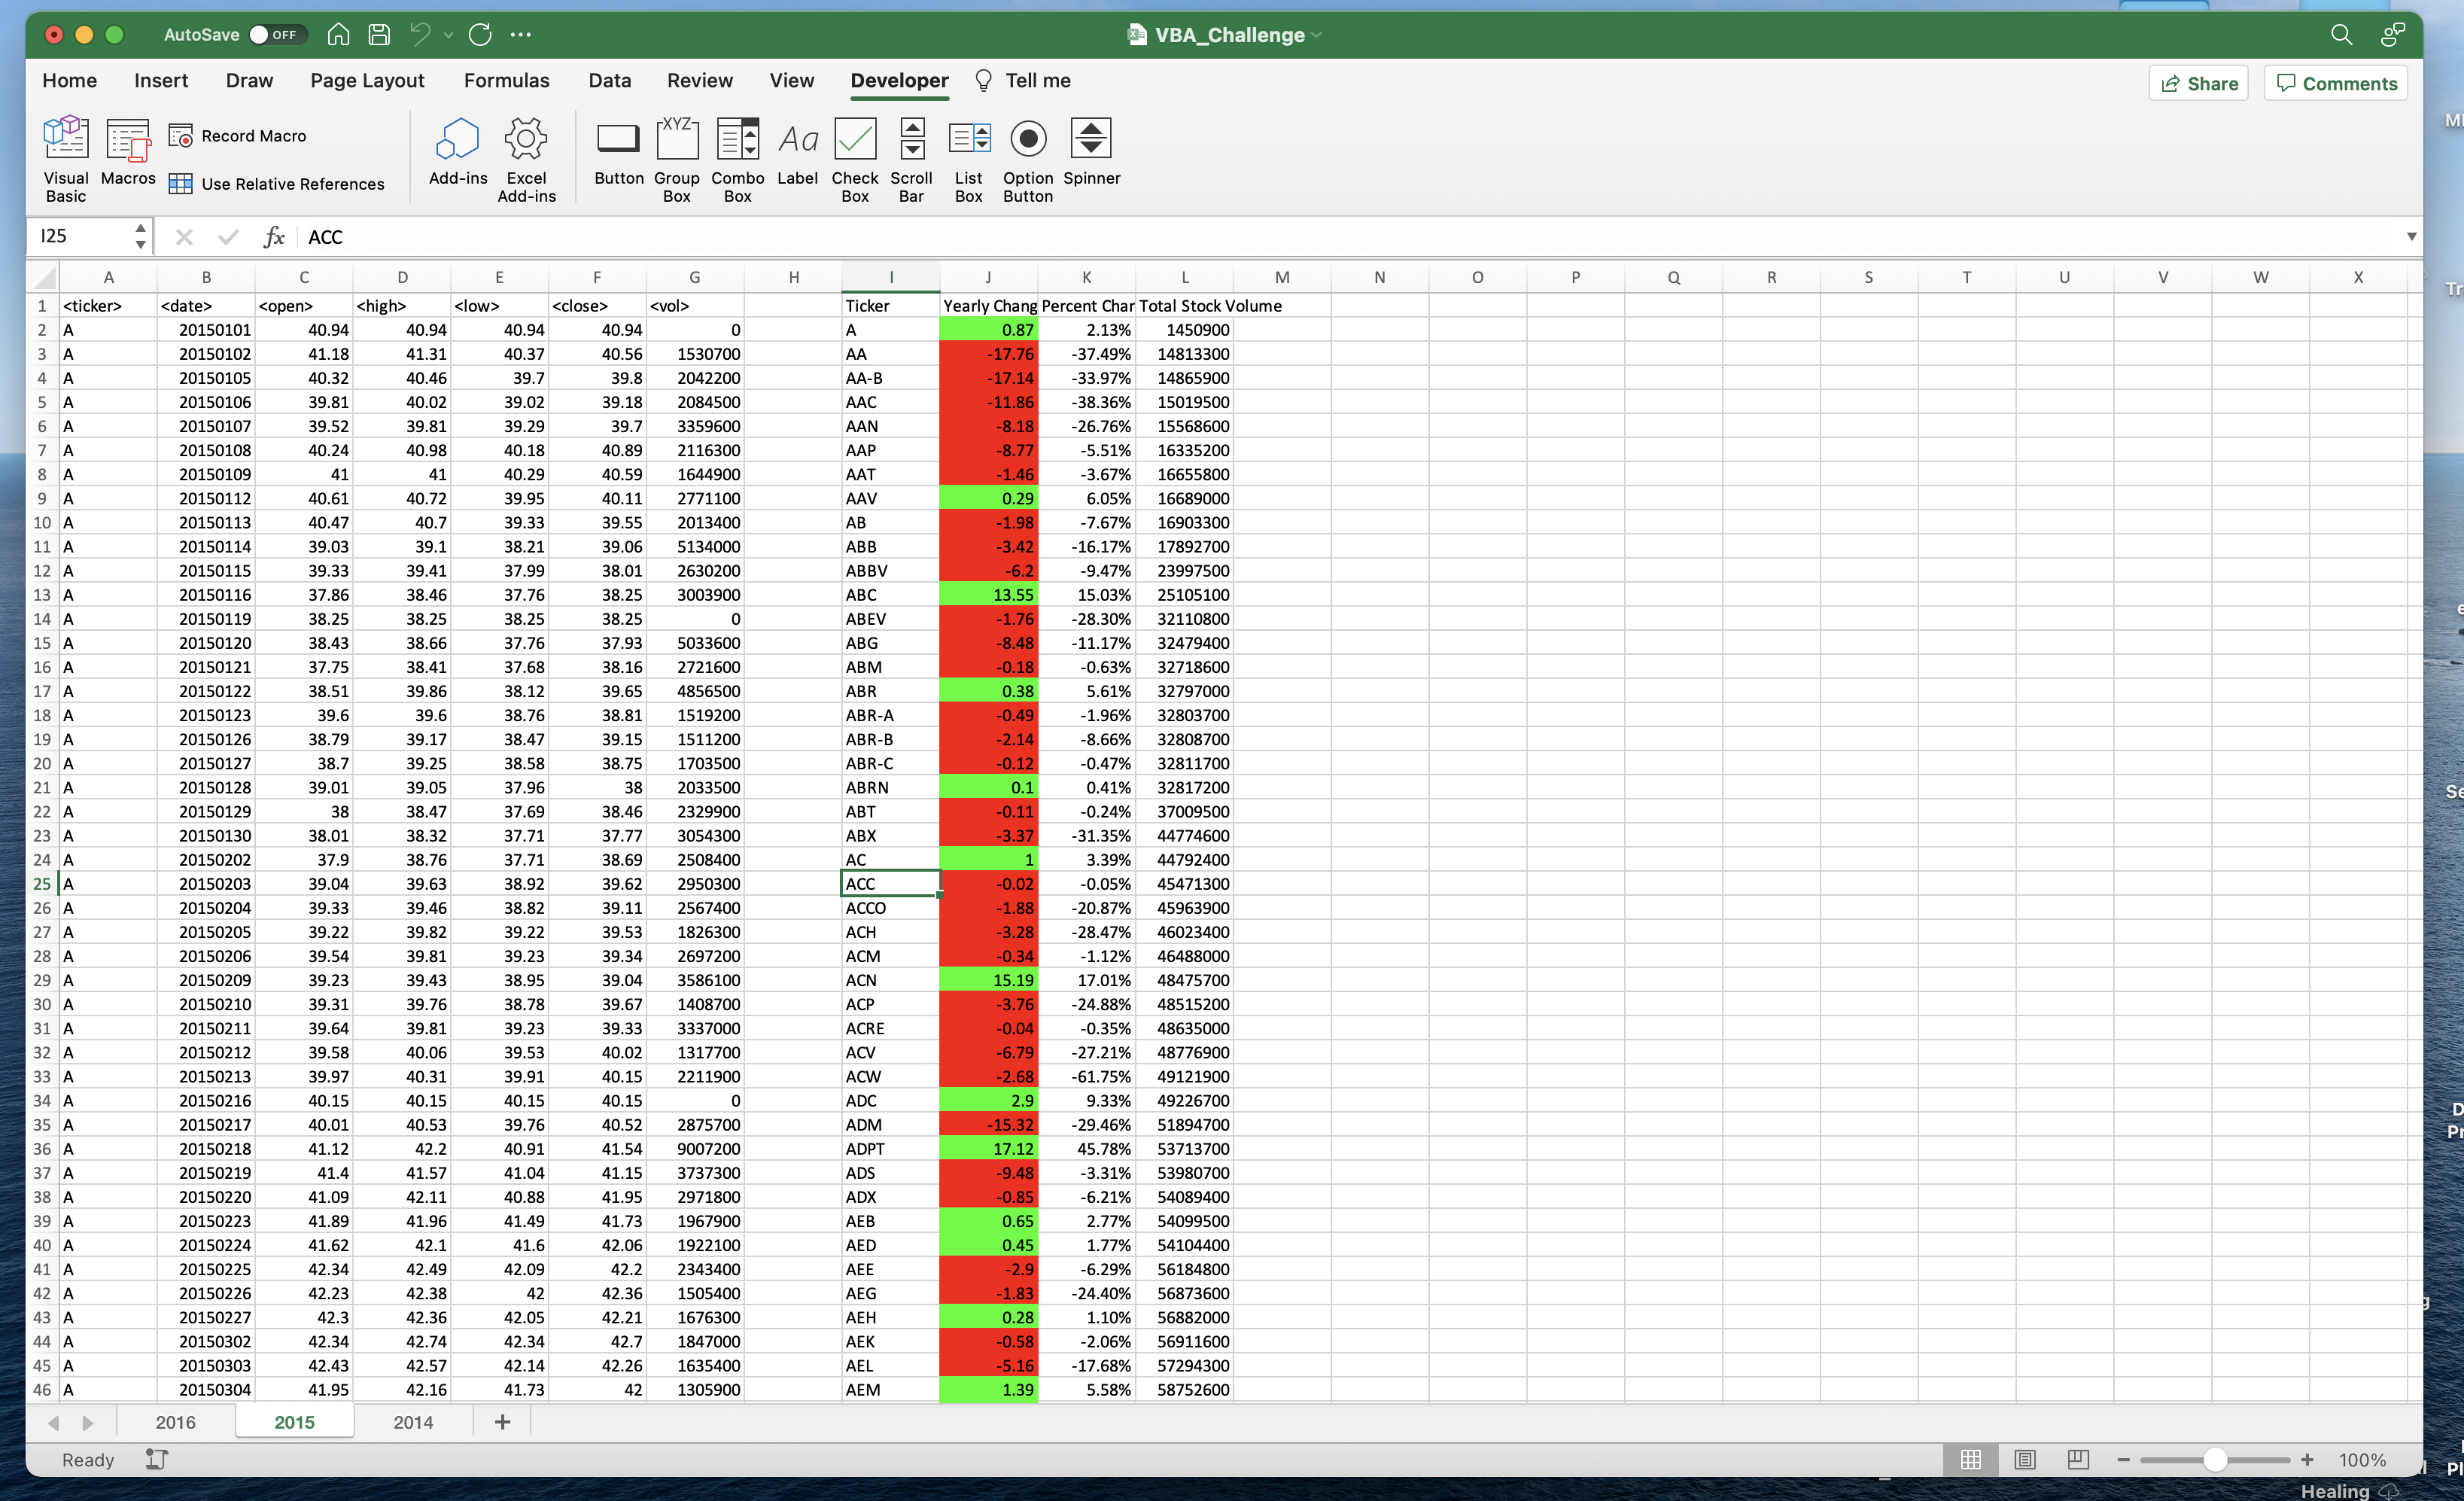 AutoSave OFF VBA_Challenge
Home Insert Draw Page Layout Formulas Data Review View Developer Tell me Share Comments
Visual Basic Macros Record Macro Use Relative References Add-ins Excel Add-ins Button Group Box Combo Box Label Check Box Scroll Bar List Box Option Button Spinner
XYZ Aa
I25 fx ACC
A B C D E F G H I J K L M N O P Q R S T U V W X
1 <ticker> <date> <open> <high> <low> <close> <vol> Ticker Yearly Chang Percent Char Total Stock Volume
2 A 20150101 40.94 40.94 40.94 40.94 0 A 0.87 2.13% 1450900
3 A 20150102 41.18 41.31 40.37 40.56 1530700 AA -17.76 -37.49% 14813300
4 A 20150105 40.32 40.46 39.7 39.8 2042200 AA-B -17.14 -33.97% 14865900
5 A 20150106 39.81 40.02 39.02 39.18 2084500 AAC -11.86 -38.36% 15019500
6 A 20150107 39.52 39.81 39.29 39.7 3359600 AAN -8.18 -26.76% 15568600
7 A 20150108 40.24 40.98 40.18 40.89 2116300 AAP -8.77 -5.51% 16335200
8 A 20150109 41 41 40.29 40.59 1644900 AAT -1.46 -3.67% 16655800
9 A 20150112 40.61 40.72 39.95 40.11 2771100 AAV 0.29 6.05% 16689000
10 A 20150113 40.47 40.7 39.33 39.55 2013400 AB -1.98 -7.67% 16903300
11 A 20150114 39.03 39.1 38.21 39.06 5134000 ABB -3.42 -16.17% 17892700
12 A 20150115 39.33 39.41 37.99 38.01 2630200 ABBV -6.2 -9.47% 23997500
13 A 20150116 37.86 38.46 37.76 38.25 3003900 ABC 13.55 15.03% 25105100
14 A 20150119 38.25 38.25 38.25 38.25 0 ABEV -1.76 -28.30% 32110800
15 A 20150120 38.43 38.66 37.76 37.93 5033600 ABG -8.48 -11.17% 32479400
16 A 20150121 37.75 38.41 37.68 38.16 2721600 ABM -0.18 -0.63% 32718600
17 A 20150122 38.51 39.86 38.12 39.65 4856500 ABR 0.38 5.61% 32797000
18 A 20150123 39.6 39.6 38.76 38.81 1519200 ABR-A -0.49 -1.96% 32803700
19 A 20150126 38.79 39.17 38.47 39.15 1511200 ABR-B -2.14 -8.66% 32808700
20 A 20150127 38.7 39.25 38.58 38.75 1703500 ABR-C -0.12 -0.47% 32811700
21 A 20150128 39.01 39.05 37.96 38 2033500 ABRN 0.1 0.41% 32817200
22 A 20150129 38 38.47 37.69 38.46 2329900 ABT -0.11 -0.24% 37009500
23 A 20150130 38.01 38.32 37.71 37.77 3054300 ABX -3.37 -31.35% 44774600
24 A 20150202 37.9 38.76 37.71 38.69 2508400 AC 1 3.39% 44792400
25 A 20150203 39.04 39.63 38.92 39.62 2950300 ACC -0.02 -0.05% 45471300
26 A 20150204 39.33 39.46 38.82 39.11 2567400 ACCO -1.88 -20.87% 45963900
27 A 20150205 39.22 39.82 39.22 39.53 1826300 ACH -3.28 -28.47% 46023400
28 A 20150206 39.54 39.81 39.23 39.34 2697200 ACM -0.34 -1.12% 46488000
29 A 20150209 39.23 39.43 38.95 39.04 3586100 ACN 15.19 17.01% 48475700
30 A 20150210 39.31 39.76 38.78 39.67 1408700 ACP -3.76 -24.88% 48515200
31 A 20150211 39.64 39.81 39.23 39.33 3337000 ACRE -0.04 -0.35% 48635000
32 A 20150212 39.58 40.06 39.53 40.02 1317700 ACV -6.79 -27.21% 48776900
33 A 20150213 39.97 40.31 39.91 40.15 2211900 ACW -2.68 -61.75% 49121900
34 A 20150216 40.15 40.15 40.15 40.15 0 ADC 2.9 9.33% 49226700
35 A 20150217 40.01 40.53 39.76 40.52 2875700 ADM -15.32 -29.46% 51894700
36 A 20150218 41.12 42.2 40.91 41.54 9007200 ADPT 17.12 45.78% 53713700
37 A 20150219 41.4 41.57 41.04 41.15 3737300 ADS -9.48 -3.31% 53980700
38 A 20150220 41.09 42.11 40.88 41.95 2971800 ADX -0.85 -6.21% 54089400
39 A 20150223 41.89 41.96 41.49 41.73 1967900 AEB 0.65 2.77% 54099500
40 A 20150224 41.62 42.1 41.6 42.06 1922100 AED 0.45 1.77% 54104400
41 A 20150225 42.34 42.49 42.09 42.2 2343400 AEE -2.9 -6.29% 56184800
42 A 20150226 42.23 42.38 42 42.36 1505400 AEG -1.83 -24.40% 56873600
43 A 20150227 42.3 42.36 42.05 42.21 1676300 AEH 0.28 1.10% 56882000
44 A 20150302 42.34 42.74 42.34 42.7 1847000 AEK -0.58 -2.06% 56911600
45 A 20150303 42.43 42.57 42.14 42.26 1635400 AEL -5.16 -17.68% 57294300
46 A 20150304 41.95 42.16 41.73 42 1305900 AEM 1.39 5.58% 58752600
2016 2015 2014 +
Ready 100%
Healing